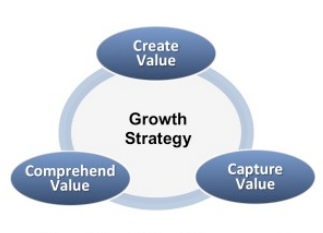 Create
Value
Growth
Strategy
Comprehend
Value
Capture
Value